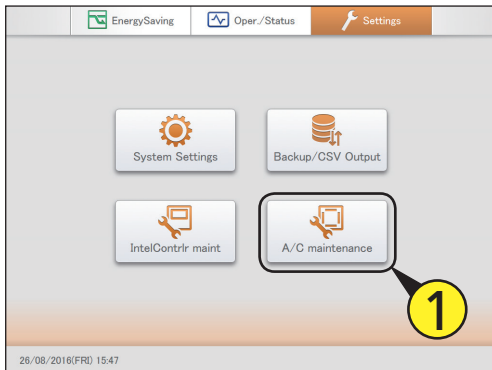 EnergySaving Oper./Status Settings
System Settings Backup/CSV Output
IntelContrlr maint A/C maintenance
1
26/08/2016(FRI) 15:47